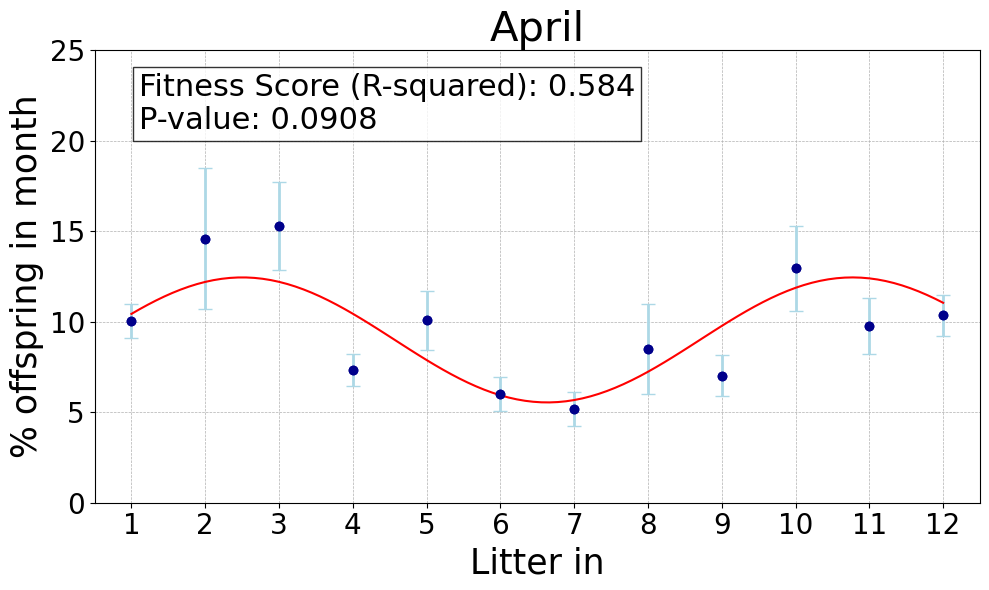 April
Fitness Score (R-squared): 0.584
P-value: 0.0908
% offspring in month
25
20
15
10
5
0
1 2 3 4 5 6 7 8 9 10 11 12
Litter in